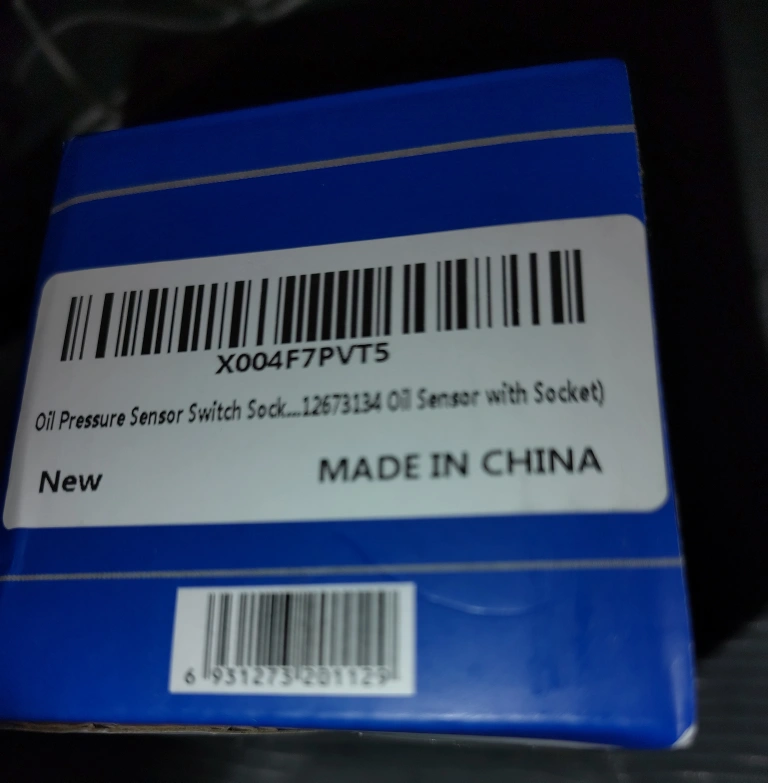 X004F7PVT5
Oil Pressure Sensor Switch Sock...12673134 Oil Sensor with Socket)
New MADE IN CHINA
6 931273 201129